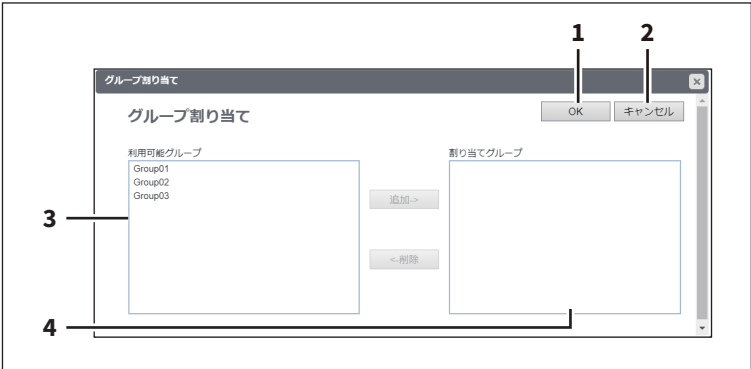 1 2
グループ割り当て
グループ割り当て
OK キャンセル
利用可能グループ 割り当てグループ
Group01
Group02
Group03
追加->
3
<-削除
4